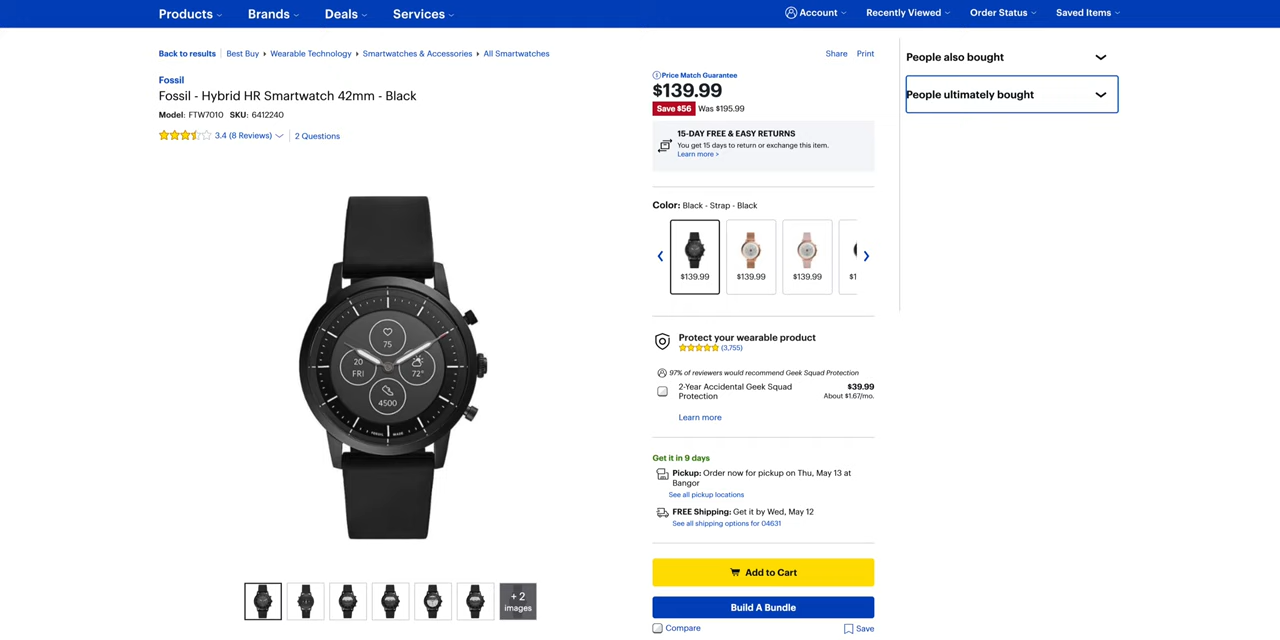 Products
Brands
Deals
Services
Account
Recently Viewed
Order Status
Saved Items
Back to results
Best Buy
Wearable Technology
Smartwatches & Accessories
All Smartwatches
Share
Print
Fossil
Fossil - Hybrid HR Smartwatch 42mm - Black
Model: FTW7010 SKU: 6412240
3.4 (8 Reviews)
2 Questions
75
20
FRI
72°
4500
+ 2
images
Price Match Guarantee
$139.99
Save $56
Was $195.99
15-DAY FREE & EASY RETURNS
You get 15 days to return or exchange this item.
Learn more >
Color: Black - Strap - Black
$139.99
$139.99
$139.99
$1
Protect your wearable product
(3,755)
97% of reviewers would recommend Geek Squad Protection
2-Year Accidental Geek Squad
Protection
$39.99
About $1.67/mo.
Learn more
Get it in 9 days
Pickup: Order now for pickup on Thu, May 13 at
Bangor
See all pickup locations
FREE Shipping: Get it by Wed, May 12
See all shipping options for 04631
Add to Cart
Build A Bundle
Compare
Save
People also bought
People ultimately bought